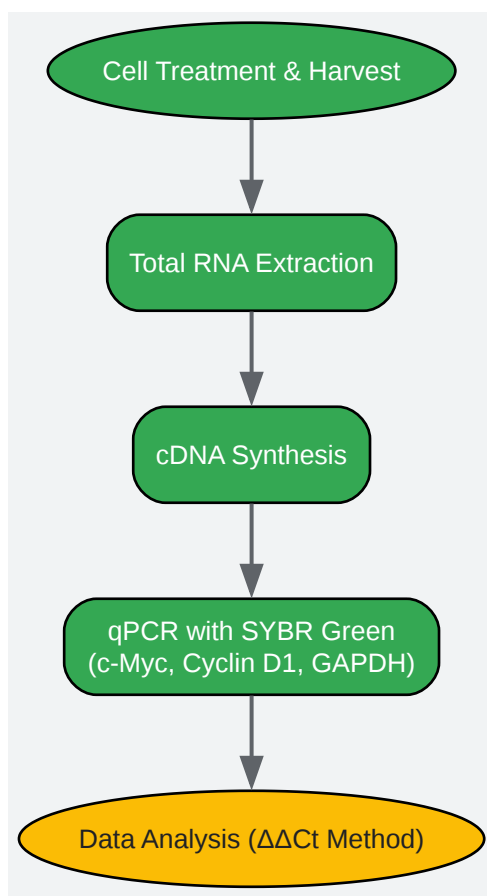 Cell Treatment & Harvest
Total RNA Extraction
cDNA Synthesis
qPCR with SYBR Green
(c-Myc, Cyclin D1, GAPDH)
Data Analysis (ΔΔCt Method)